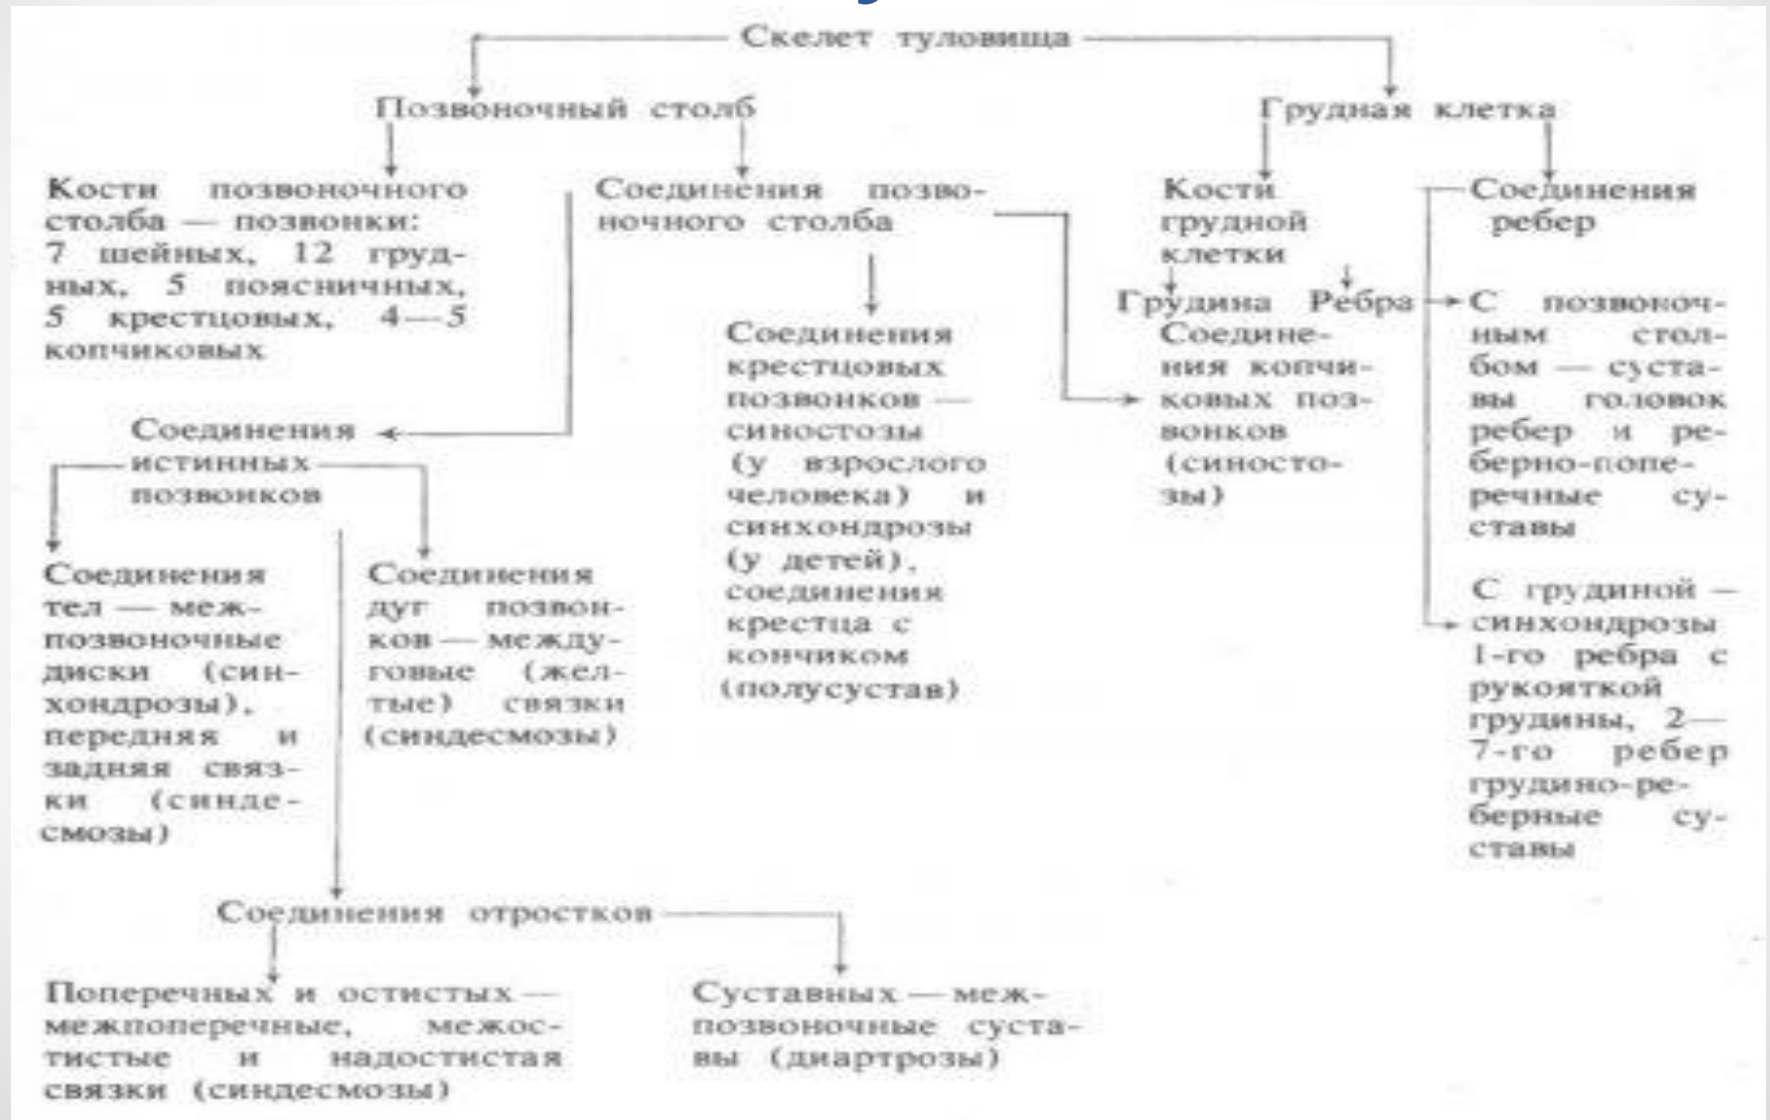 Скелет туловища
Позвоночный столб
Грудная клетка
Кости позвоночного
столба — позвонки:
7 шейных, 12 груд-
ных, 5 поясничных,
5 крестцовых, 4—5
копчиковых
Соединения позво-
ночного столба
Кости
грудной
клетки
Соединения
ребер
Грудина Ребра
Соединения
истинных
позвонков
Соединения
крестцовых
позвонков —
синостозы
(у взрослого
человека) и
синхондрозы
(у детей),
соединения
крестца с
кончиком
(полусустав)
Соедине-
ния копчи-
ковых поз-
вонков
(синосто-
зы)
С позвоноч-
ным стол-
бом — суста-
вы головок
ребер и ре-
берно-попе-
речные су-
ставы
С грудиной —
синхондрозы
1-го ребра с
рукояткой
грудины, 2—
7-го ребер
грудино-ре-
берные су-
ставы
Соединения
тел — меж-
позвоночные
диски (син-
хондрозы),
передняя и
задняя связ-
ки (синде-
смозы)
Соединения
дуг позвон-
ков — между-
говые (жел-
тые) связки
(синдесмозы)
Соединения отростков
Поперечных и остистых —
межпоперечные, межос-
тистые и надостистая
связки (синдесмозы)
Суставных — меж-
позвоночные суста-
вы (диартрозы)